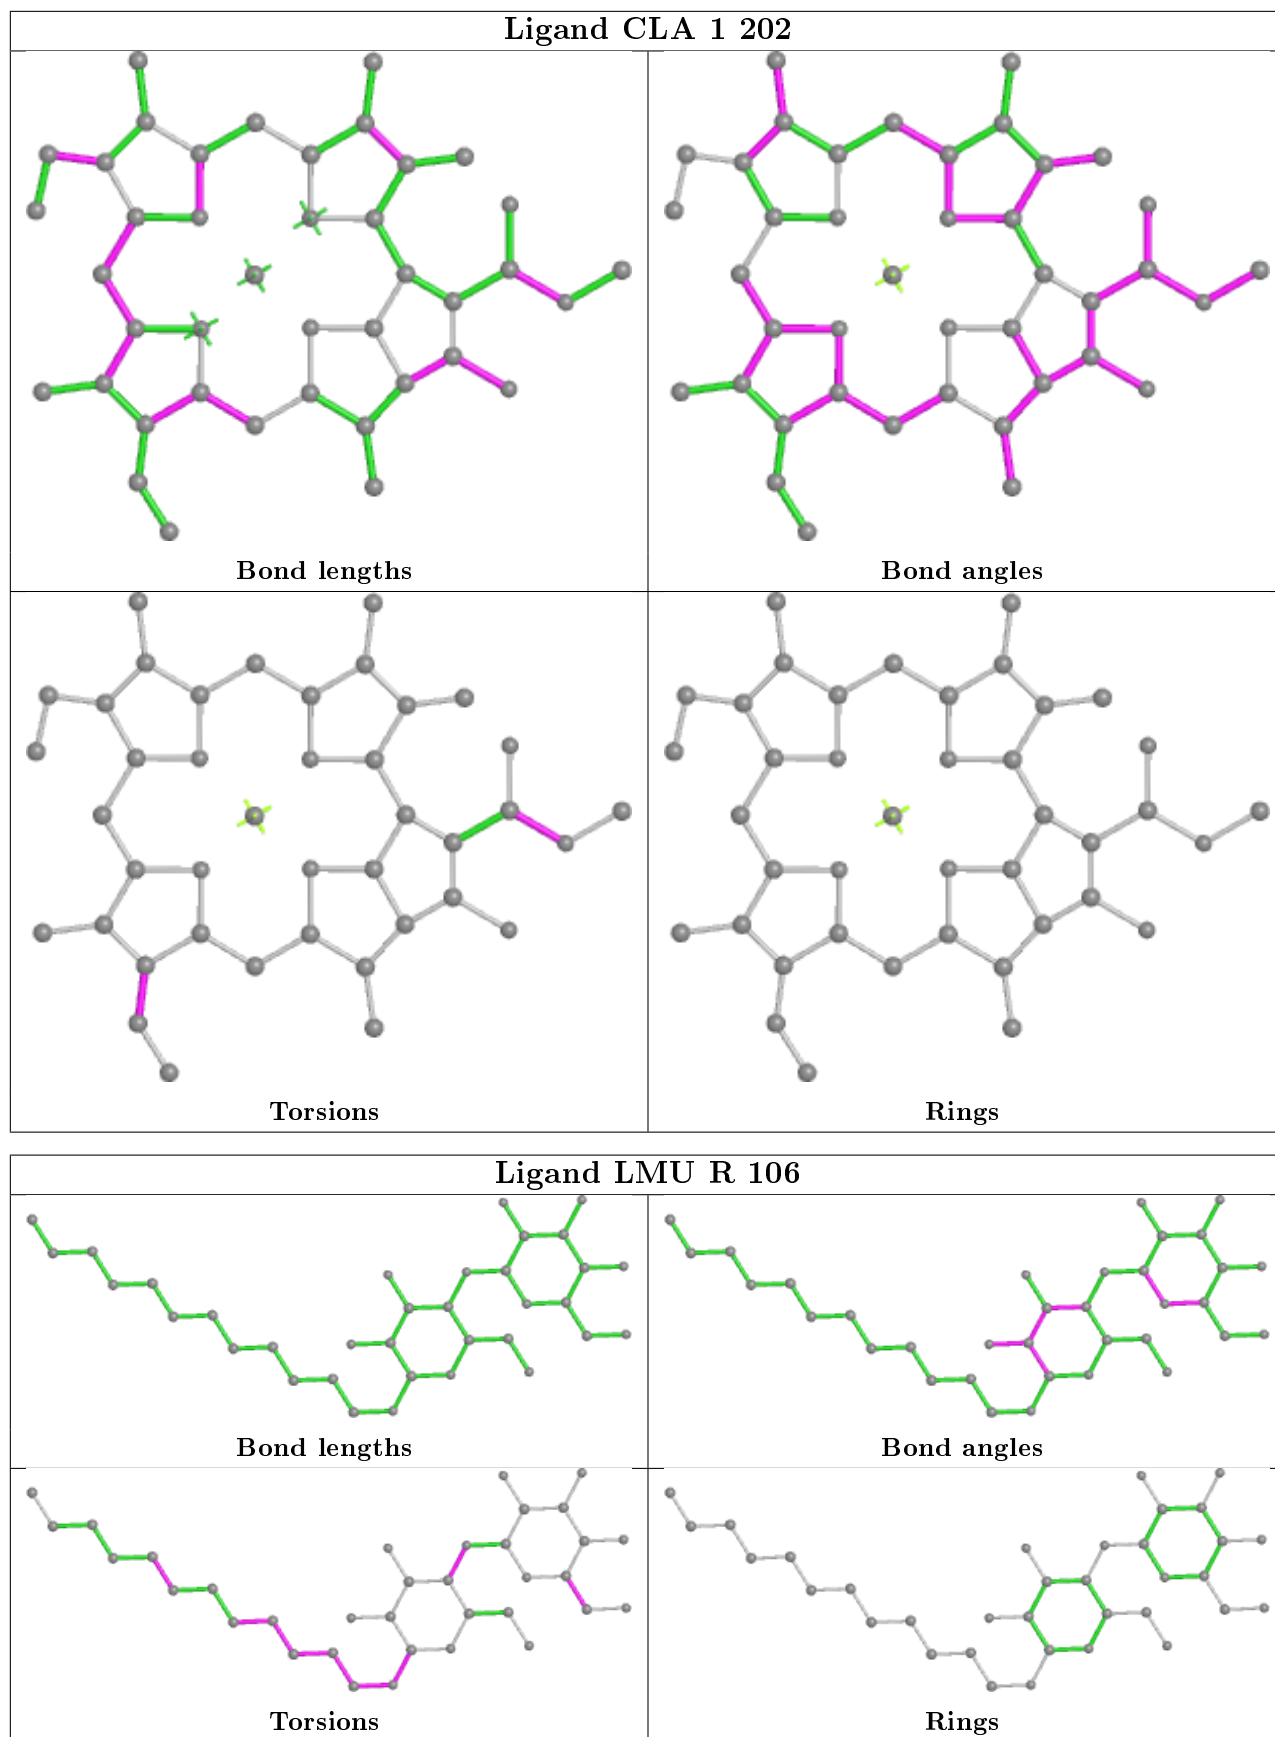 Ligand CLA 1 202
Bond lengths
Bond angles
Torsions
Rings
Ligand LMU R 106
Bond lengths
Bond angles
Torsions
Rings